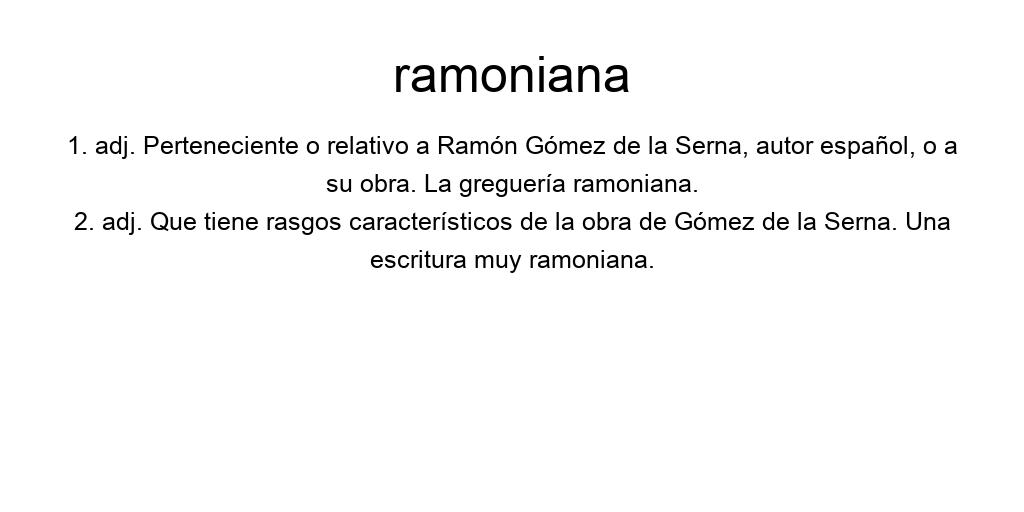 ramoniana
1. adj. Perteneciente o relativo a Ramón Gómez de la Serna, autor español, o a
su obra. La greguería ramoniana.
2. adj. Que tiene rasgos característicos de la obra de Gómez de la Serna. Una
escritura muy ramoniana.